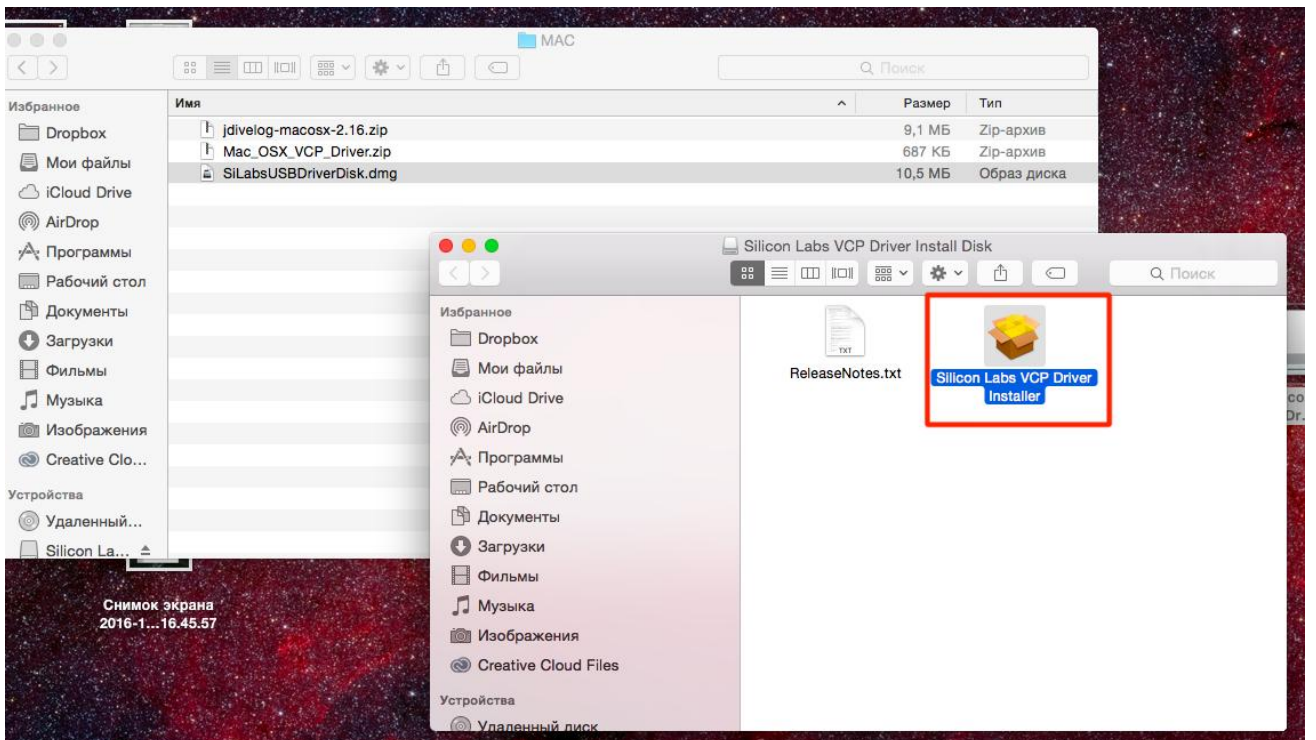 MAC
Поиск
Избранное
Dropbox
Мои файлы
iCloud Drive
AirDrop
Программы
Рабочий стол
Документы
Загрузки
Фильмы
Музыка
Изображения
Creative Clo...
Устройства
Удаленный...
Silicon La...
Имя Размер Тип
jdivelog-macosx-2.16.zip 9,1 МБ Zip-архив
Mac_OSX_VCP_Driver.zip 687 КБ Zip-архив
SiLabsUSBDriverDisk.dmg 10,5 МБ Образ диска
Silicon Labs VCP Driver Install Disk
Поиск
Избранное
Dropbox
Мои файлы
iCloud Drive
AirDrop
Программы
Рабочий стол
Документы
Загрузки
Фильмы
Музыка
Изображения
Creative Cloud Files
Устройства
Удаленный диск
TXT
ReleaseNotes.txt
Silicon Labs VCP Driver
Installer
Снимок экрана
2016-1...16.45.57